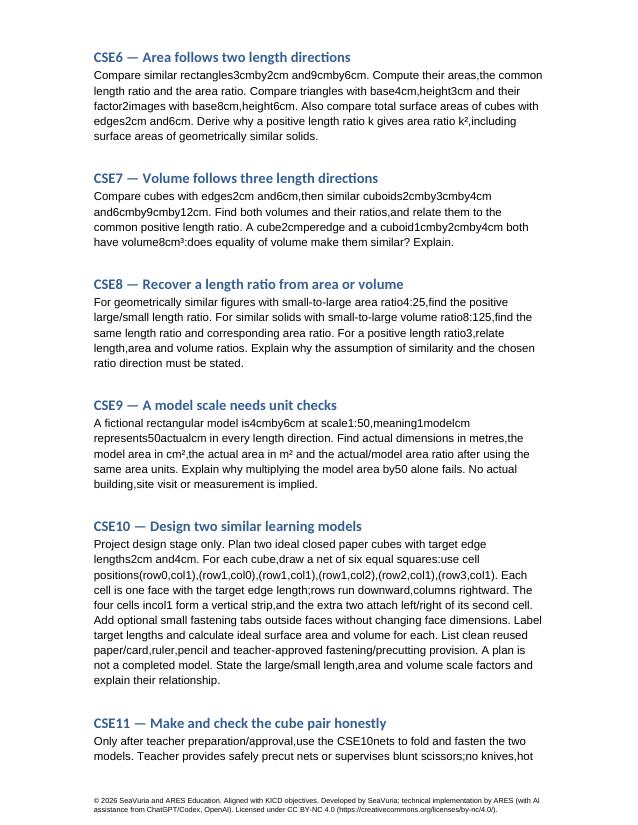 CSE6 — Area follows two length directions
Compare similar rectangles3cmby2cm and9cmby6cm. Compute their areas,the common
length ratio and the area ratio. Compare triangles with base4cm,height3cm and their
factor2images with base8cm,height6cm. Also compare total surface areas of cubes with
edges2cm and6cm. Derive why a positive length ratio k gives area ratio k²,including
surface areas of geometrically similar solids.
CSE7 — Volume follows three length directions
Compare cubes with edges2cm and6cm,then similar cuboids2cmby3cmby4cm
and6cmby9cmby12cm. Find both volumes and their ratios,and relate them to the
common positive length ratio. A cube2cmperedge and a cuboid1cmby2cmby4cm both
have volume8cm³:does equality of volume make them similar? Explain.
CSE8 — Recover a length ratio from area or volume
For geometrically similar figures with small-to-large area ratio4:25,find the positive
large/small length ratio. For similar solids with small-to-large volume ratio8:125,find the
same length ratio and corresponding area ratio. For a positive length ratio3,relate
length,area and volume ratios. Explain why the assumption of similarity and the chosen
ratio direction must be stated.
CSE9 — A model scale needs unit checks
A fictional rectangular model is4cmby6cm at scale1:50,meaning1modelcm
represents50actualcm in every length direction. Find actual dimensions in metres,the
model area in cm²,the actual area in m² and the actual/model area ratio after using the
same area units. Explain why multiplying the model area by50 alone fails. No actual
building,site visit or measurement is implied.
CSE10 — Design two similar learning models
Project design stage only. Plan two ideal closed paper cubes with target edge
lengths2cm and4cm. For each cube,draw a net of six equal squares:use cell
positions(row0,col1),(row1,col0),(row1,col1),(row1,col2),(row2,col1),(row3,col1). Each
cell is one face with the target edge length;rows run downward,columns rightward. The
four cells incol1 form a vertical strip,and the extra two attach left/right of its second cell.
Add optional small fastening tabs outside faces without changing face dimensions. Label
target lengths and calculate ideal surface area and volume for each. List clean reused
paper/card,ruler,pencil and teacher-approved fastening/precutting provision. A plan is
not a completed model. State the large/small length,area and volume scale factors and
explain their relationship.
CSE11 — Make and check the cube pair honestly
Only after teacher preparation/approval,use the CSE10nets to fold and fasten the two
models. Teacher provides safely precut nets or supervises blunt scissors;no knives,hot
© 2026 SeaVuria and ARES Education. Aligned with KICD objectives. Developed by SeaVuria; technical implementation by ARES (with AI
assistance from ChatGPT/Codex, OpenAI). Licensed under CC BY-NC 4.0 (https://creativecommons.org/licenses/by-nc/4.0/).